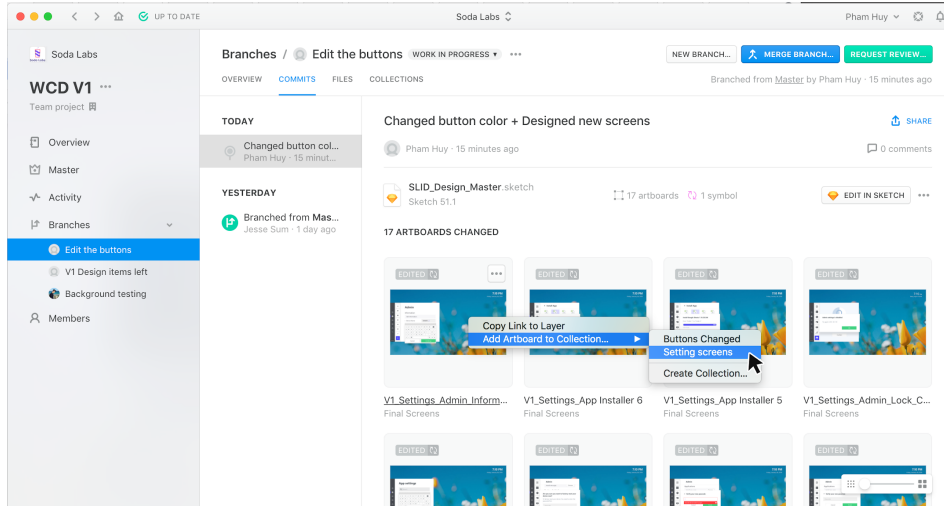 UP TO DATE
Soda Labs
Pham Huy
Soda Labs
WCD V1
Team project
Overview
Master
Activity
Branches
Edit the buttons
V1 Design items left
Background testing
Members
Branches / Edit the buttons WORK IN PROGRESS
NEW BRANCH...
MERGE BRANCH...
REQUEST REVIEW...
OVERVIEW COMMITS FILES COLLECTIONS
Branched from Master by Pham Huy · 15 minutes ago
TODAY
Changed button col...
Pham Huy · 15 minut...
YESTERDAY
Branched from Mas...
Jesse Sum · 1 day ago
Changed button color + Designed new screens
SHARE
Pham Huy · 15 minutes ago
0 comments
SLID_Design_Master.sketch
Sketch 51.1
17 artboards 1 symbol
EDIT IN SKETCH
17 ARTBOARDS CHANGED
EDITED EDITED EDITED EDITED
Copy Link to Layer
Add Artboard to Collection...
Buttons Changed
Setting screens
Create Collection...
V1_Settings_Admin_Inform... V1_Settings_App Installer 6 V1_Settings_App Installer 5 V1_Settings_Admin_Lock_C...
Final Screens Final Screens Final Screens Final Screens
EDITED EDITED EDITED EDITED
App settings